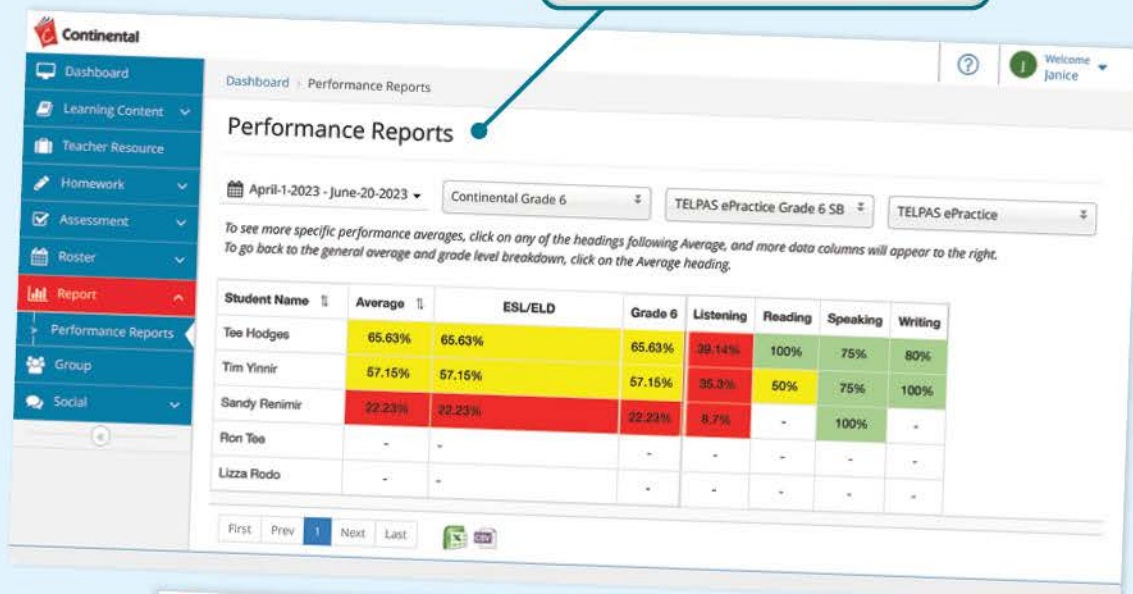 Continental
Welcome
Janice
Dashboard
Learning Content
Teacher Resource
Homework
Assessment
Roster
Report
Performance Reports
Group
Social
Dashboard > Performance Reports
Performance Reports
April-1-2023 - June-20-2023 Continental Grade 6 TELPAS ePractice Grade 6 SB TELPAS ePractice
To see more specific performance averages, click on any of the headings following Average, and more data columns will appear to the right.
To go back to the general average and grade level breakdown, click on the Average heading.
Student Name Average ESL/ELD Grade 6 Listening Reading Speaking Writing
Tee Hodges 65.63% 65.63% 65.63% 39.14% 100% 75% 80%
Tim Yinnir 57.15% 57.15% 57.15% 35.3% 50% 75% 100%
Sandy Renimir 22.23% 22.23% 22.23% 8.7% - 100% -
Ron Tee - - - - - - -
Lizza Rodo - - - - - - -
First Prev 1 Next Last CSV